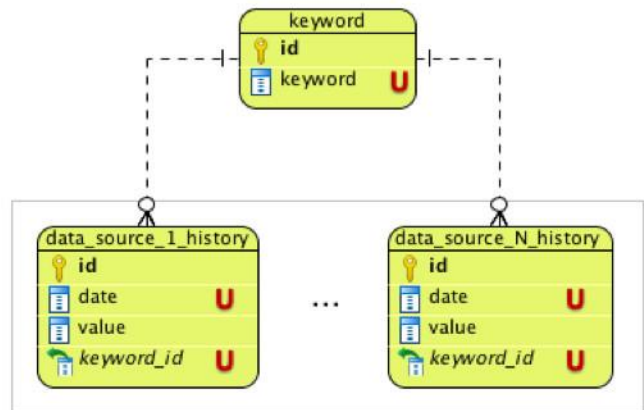 keyword
id
keyword U
data_source_1_history
id
date U
value
keyword_id U
...
data_source_N_history
id
date U
value
keyword_id U